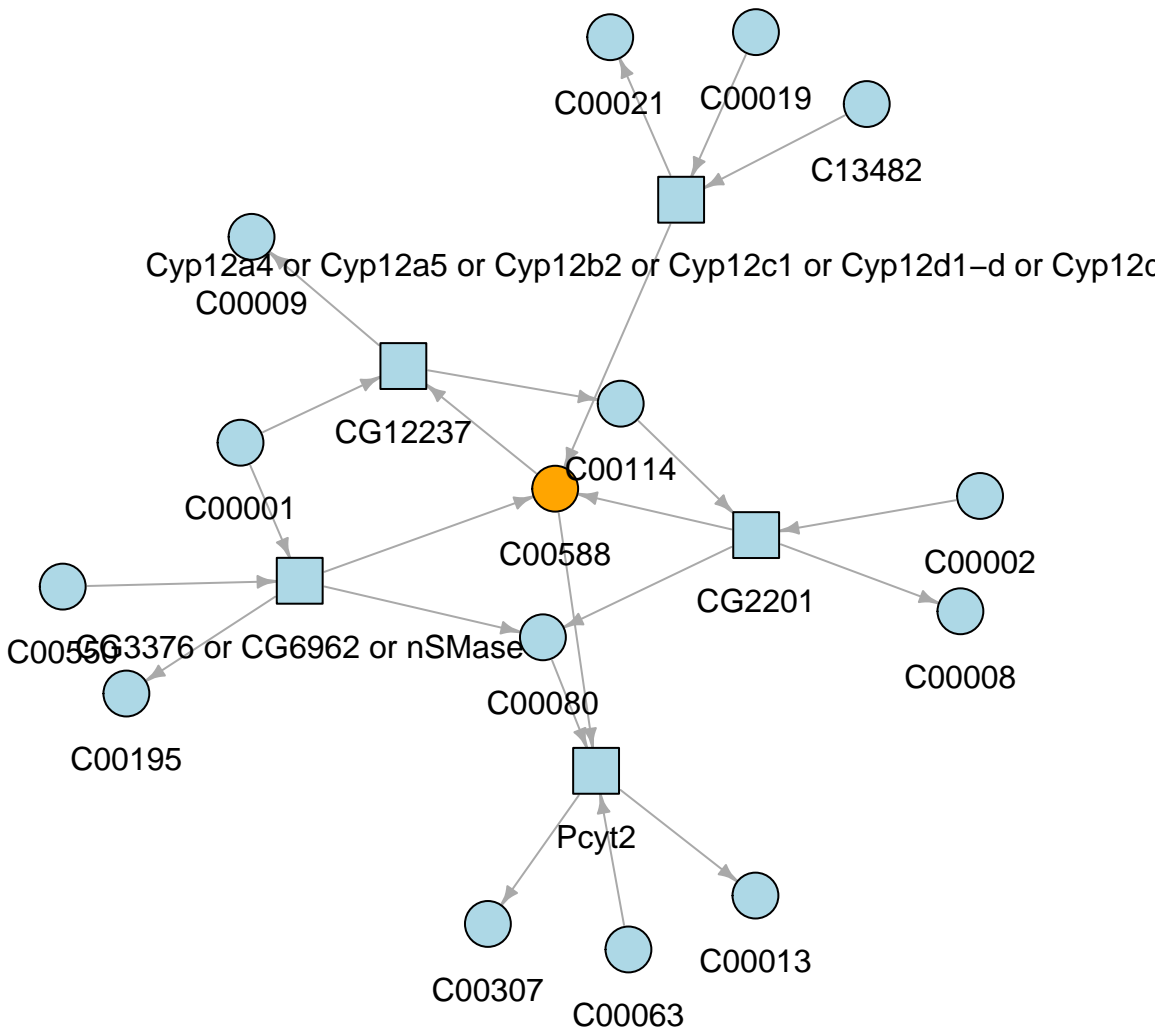 C00021
C00019
C13482
Cyp12a4 or Cyp12a5 or Cyp12b2 or Cyp12c1 or Cyp12d1−d or Cyp12
C00009
CG12237
C00114
C00001
C00588
C00002
CG2201
C00550
CG3376 or CG6962 or nSMase
C00008
C00080
C00195
Pcyt2
C00013
C00307
C00063